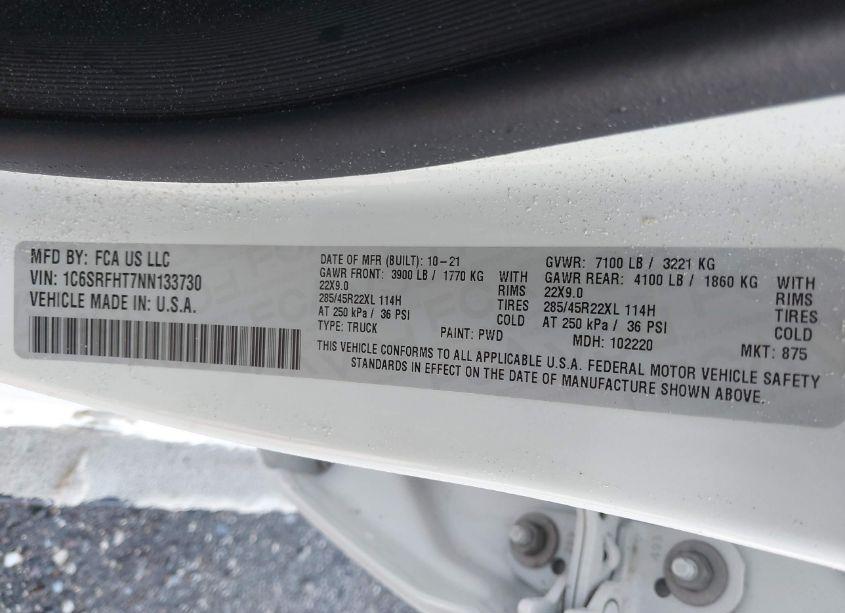 MFD BY: FCA US LLC
VIN: 1C6SRFHT7NN133730
VEHICLE MADE IN: U.S.A.
DATE OF MFR (BUILT): 10-21
GAWR FRONT: 3900 LB / 1770 KG WITH
22X9.0 RIMS
285/45R22XL 114H TIRES
AT 250 kPa / 36 PSI COLD
TYPE: TRUCK PAINT: PWD
GVWR: 7100 LB / 3221 KG
GAWR REAR: 4100 LB / 1860 KG WITH
22X9.0 RIMS
285/45R22XL 114H TIRES
AT 250 kPa / 36 PSI COLD
MDH: 102220 MKT: 875
THIS VEHICLE CONFORMS TO ALL APPLICABLE U.S.A. FEDERAL MOTOR VEHICLE SAFETY
STANDARDS IN EFFECT ON THE DATE OF MANUFACTURE SHOWN ABOVE.